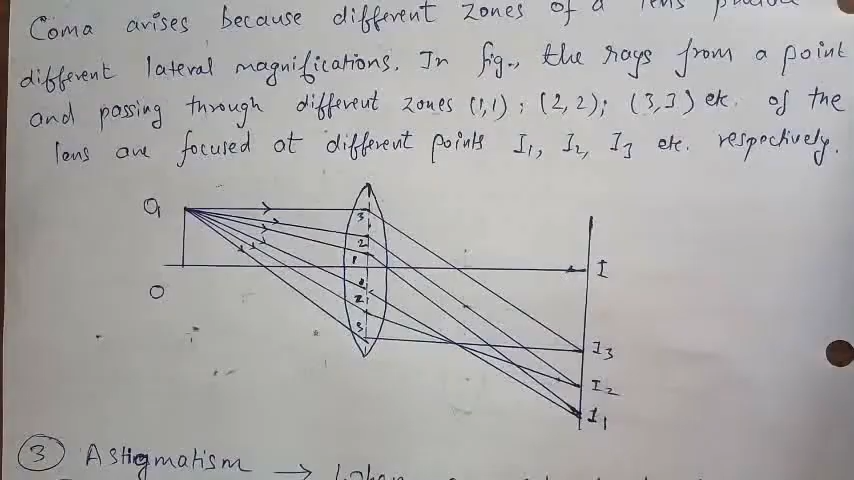 Coma arises because different zones of a lens
different lateral magnifications. In fig., the rays from a point
and passing through different zones (1,1); (2,2); (3,3) etc. of the
lens are focused at different points I₁, I₂, I₃ etc. respectively.
O₁
3
2
1
I
O
1
2
3
I₃
I₂
I₁
③ Astigmatism →